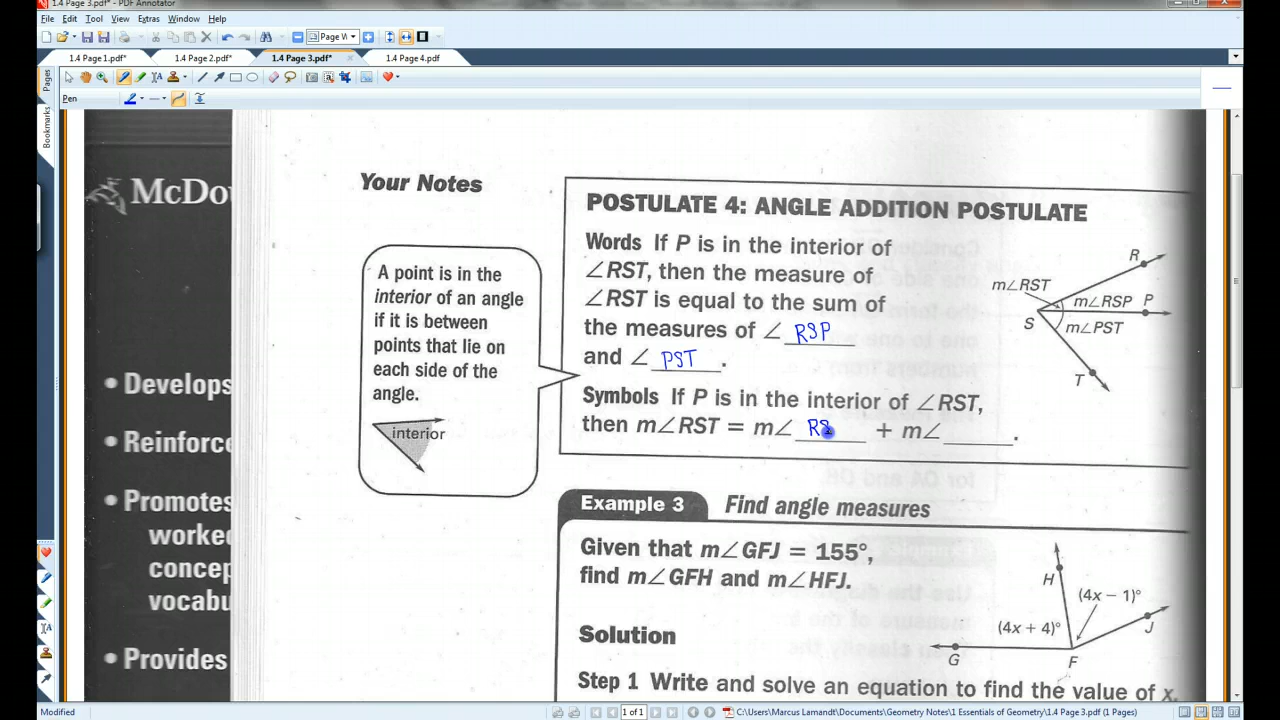 1.4 Page 3.pdf* - PDF Annotator
File Edit Tool View Extras Window Help
Page W
1.4 Page 1.pdf* 1.4 Page 2.pdf* 1.4 Page 3.pdf* 1.4 Page 4.pdf
Pen
Pages
Bookmarks
McDo
• Develops
• Reinforce
• Promotes
worke
concep
vocabu
• Provides
Your Notes
A point is in the
interior of an angle
if it is between
points that lie on
each side of the
angle.
interior
POSTULATE 4: ANGLE ADDITION POSTULATE
Words If P is in the interior of
∠RST, then the measure of
∠RST is equal to the sum of
the measures of ∠ RSP
and ∠ PST .
Symbols If P is in the interior of ∠RST,
then m∠RST = m∠ RS + m∠ ______.
R
m∠RST
m∠RSP P
S
m∠PST
T
Example 3 Find angle measures
Given that m∠GFJ = 155°,
find m∠GFH and m∠HFJ.
H
(4x − 1)°
(4x + 4)°
J
G
F
Solution
Step 1 Write and solve an equation to find the value of x.
Modified
1 of 1
C:\Users\Marcus Lamandt\Documents\Geometry Notes\1 Essentials of Geometry\1.4 Page 3.pdf (1 Pages)